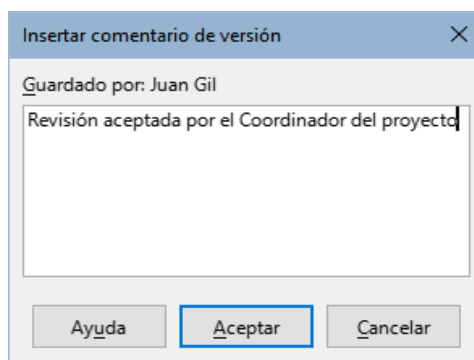 Insertar comentario de versión
Guardado por: Juan Gil
Revisión aceptada por el Coordinador del proyecto
Ayuda
Aceptar
Cancelar